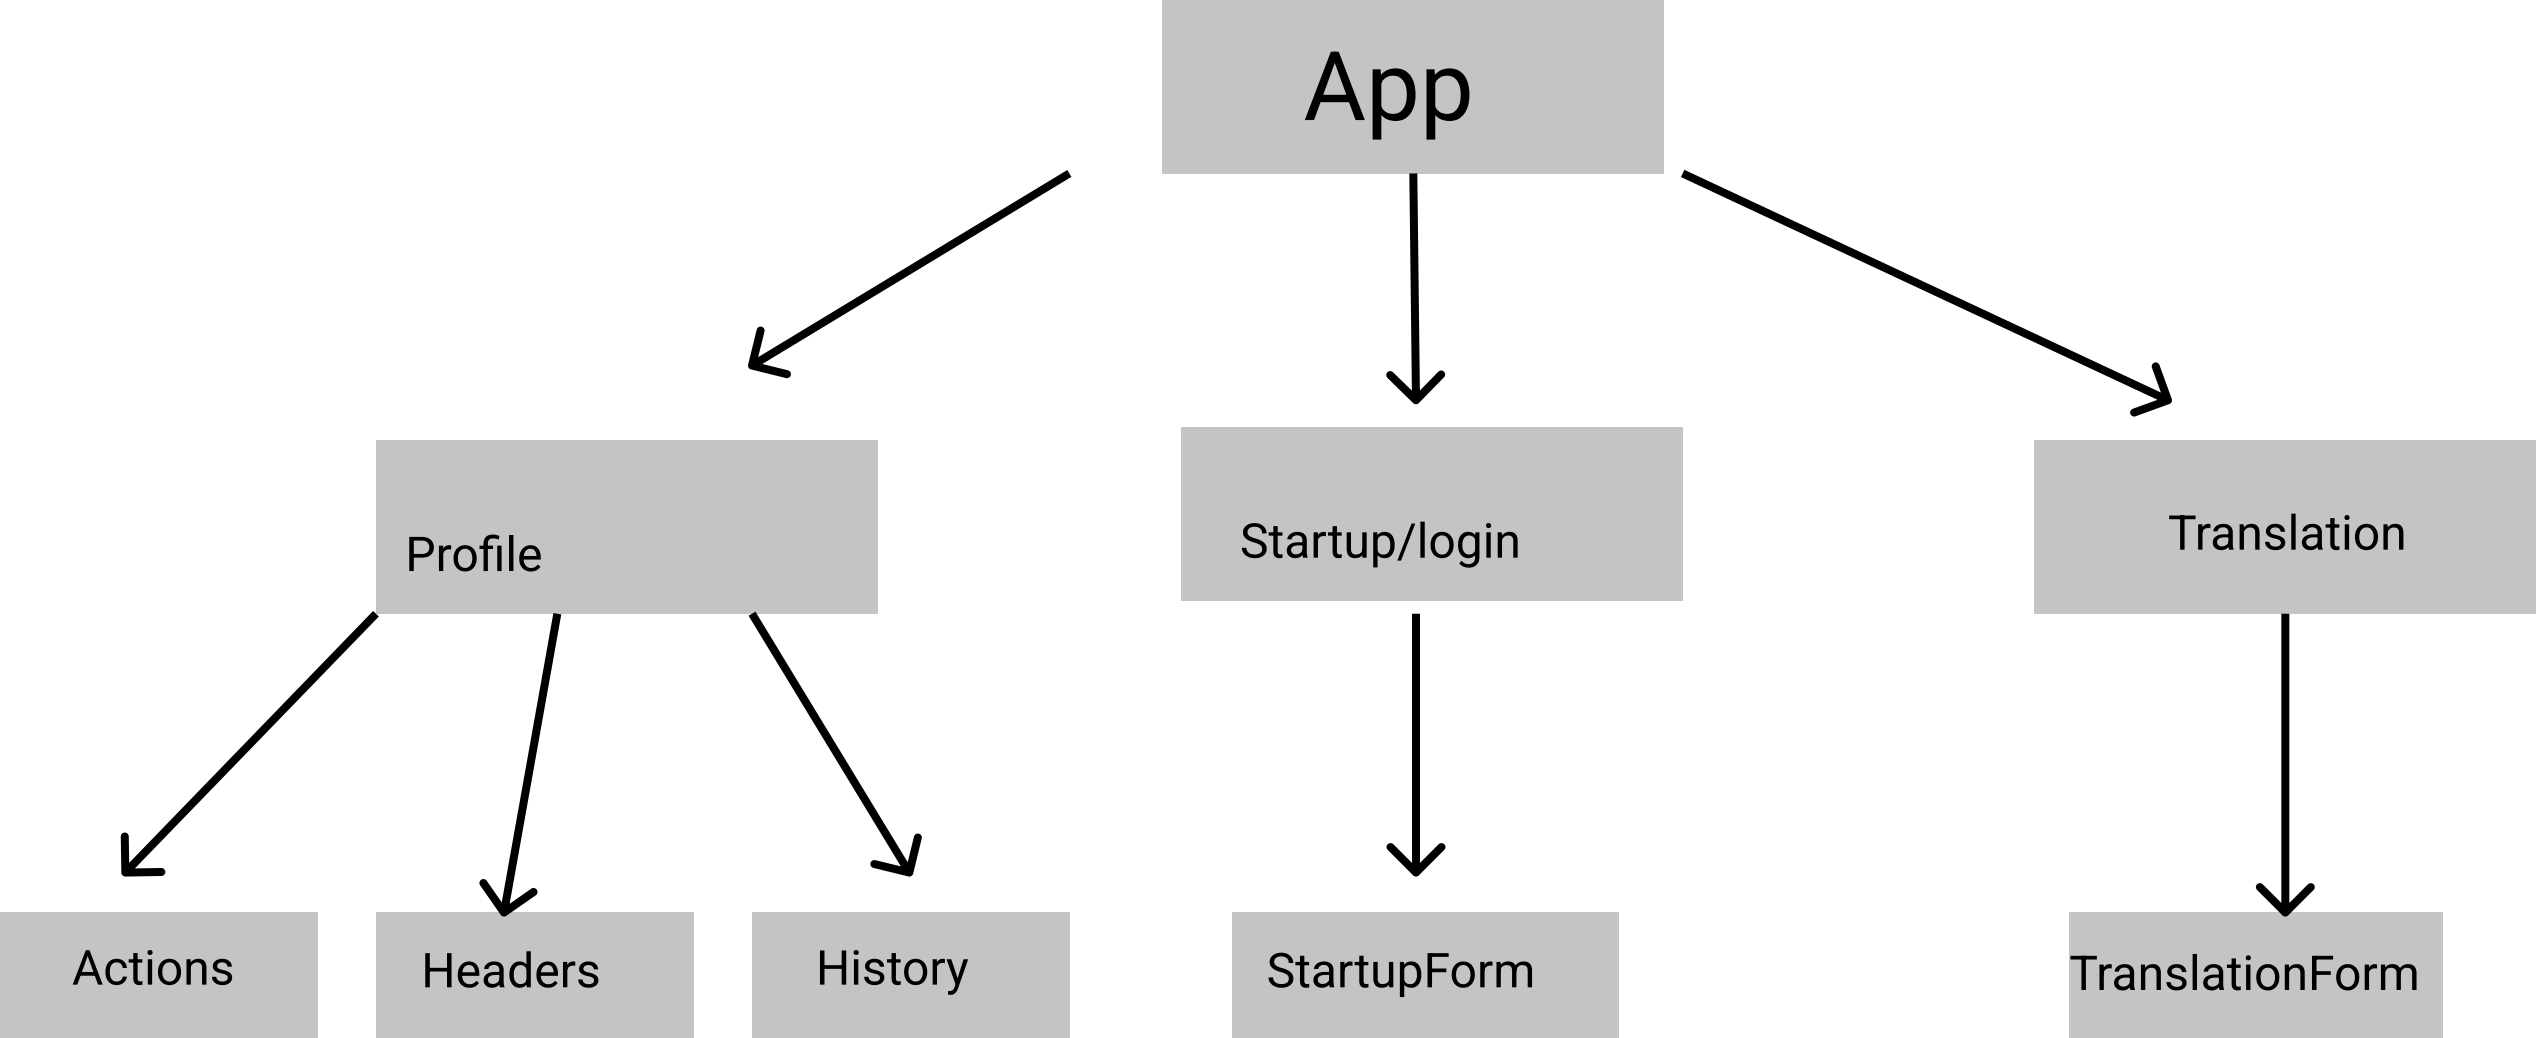 App
Profile
Startup/login
Translation
Actions
Headers
History
StartupForm
TranslationForm